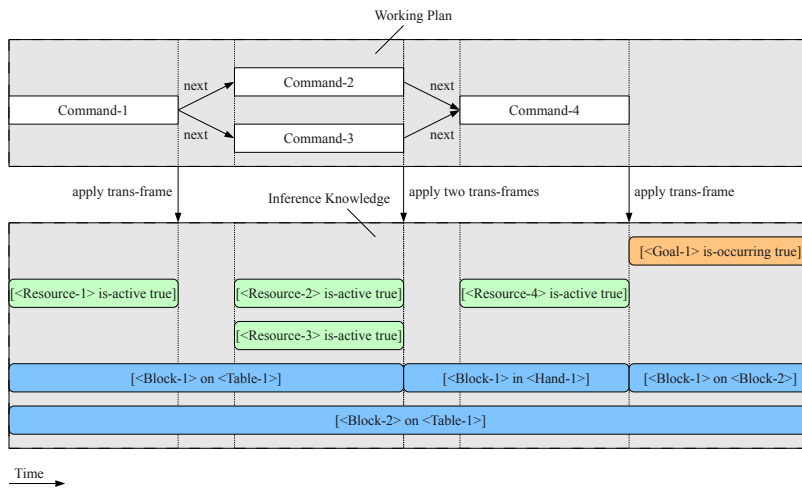 Working Plan
next
Command-2
next
Command-1
Command-4
next
Command-3
next
apply trans-frame
apply two trans-frames
apply trans-frame
Inference Knowledge
[<Goal-1> is-occurring true]
[<Resource-1> is-active true]
[<Resource-2> is-active true]
[<Resource-4> is-active true]
[<Resource-3> is-active true]
[<Block-1> on <Table-1>]
[<Block-1> in <Hand-1>]
[<Block-1> on <Block-2>]
[<Block-2> on <Table-1>]
Time